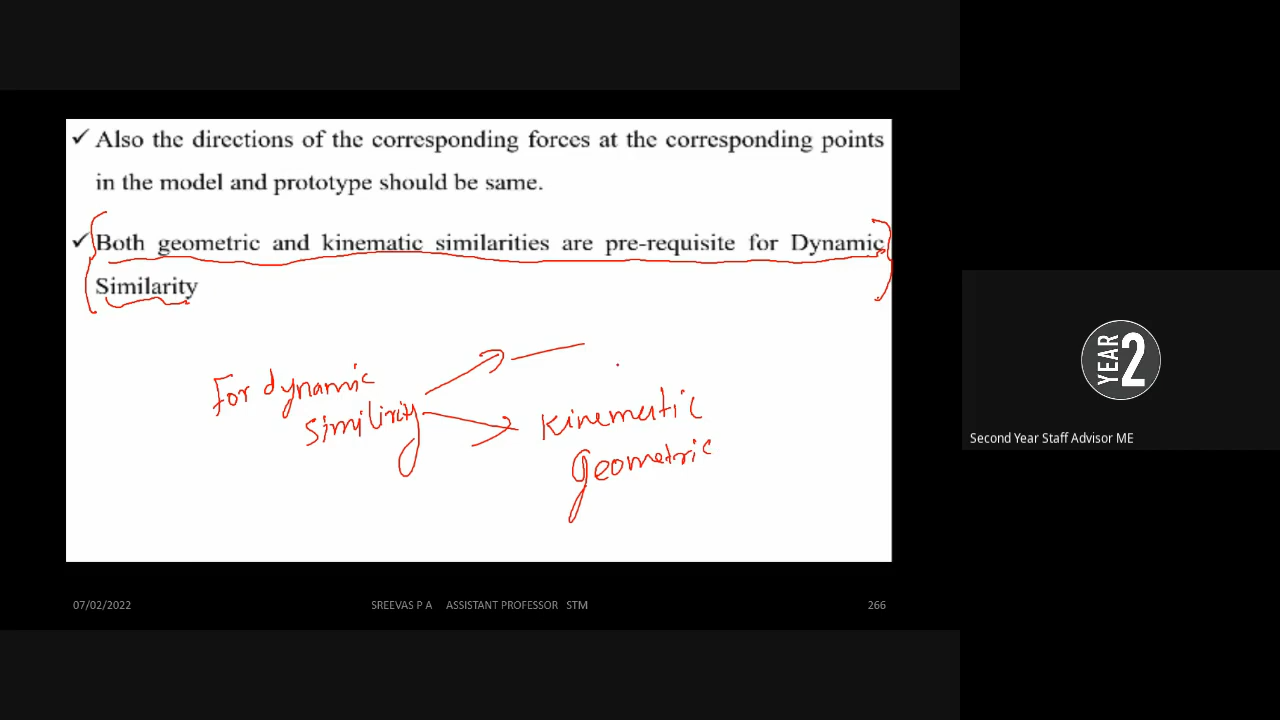 ✓ Also the directions of the corresponding forces at the corresponding points
in the model and prototype should be same.
✓ Both geometric and kinematic similarities are pre-requisite for Dynamic
Similarity
For dynamic
similirity
Kinematic
geometric
YEAR 2
Second Year Staff Advisor ME
07/02/2022 SREEVAS P A ASSISTANT PROFESSOR STM 266